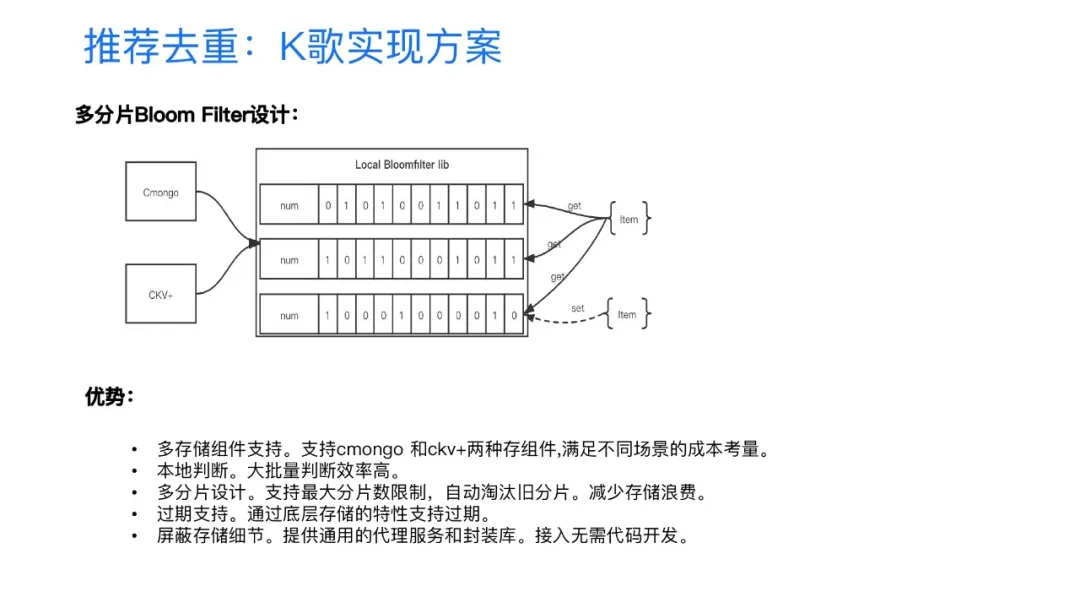 推荐去重：K歌实现方案
多分片Bloom Filter设计：
Local Bloomfilter lib
Cmongo
CKV+
num 0 1 0 1 0 0 1 1 0 1 1
num 1 0 1 1 0 0 0 1 0 1 1
num 1 0 0 0 1 0 0 0 0 1 0
get
get
get
set
Item
Item
优势：
• 多存储组件支持。支持cmongo 和ckv+两种存组件,满足不同场景的成本考量。
• 本地判断。大批量判断效率高。
• 多分片设计。支持最大分片数限制，自动淘汰旧分片。减少存储浪费。
• 过期支持。通过底层存储的特性支持过期。
• 屏蔽存储细节。提供通用的代理服务和封装库。接入无需代码开发。